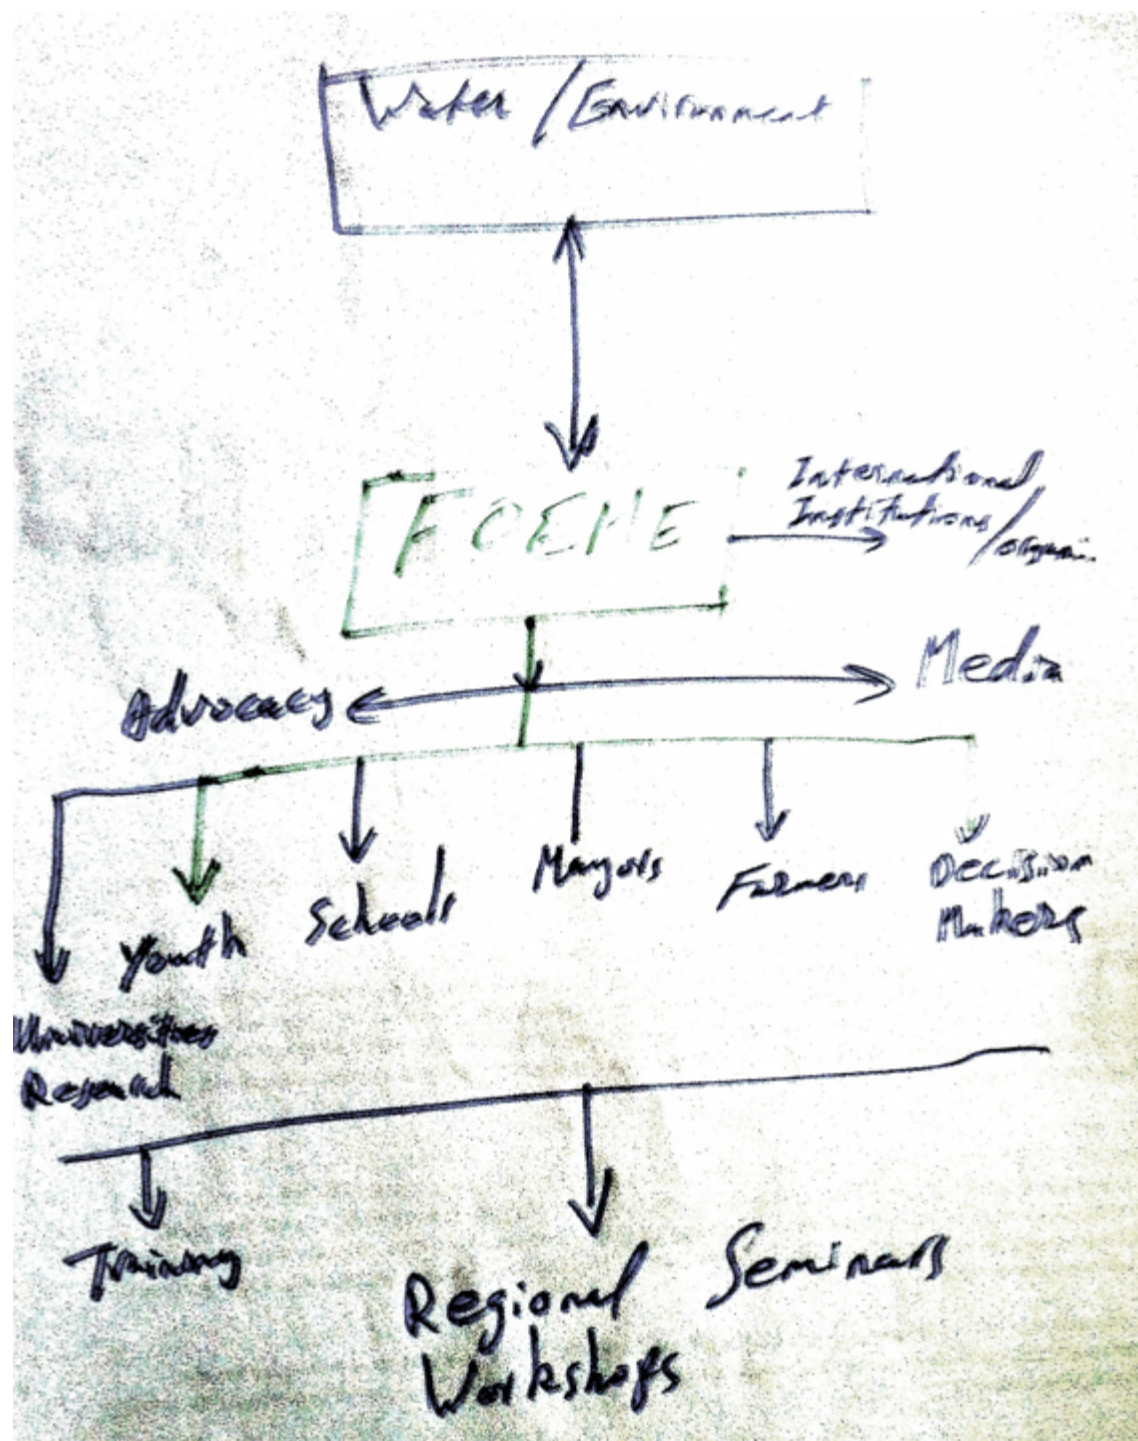 Water / Environment
FOEME
International
Institutions / organi.
Advocacy
Media
Universities
Research
Youth
Schools
Mayors
Farmers
Decission
Makers
Training
Regional
Workshops
Seminars